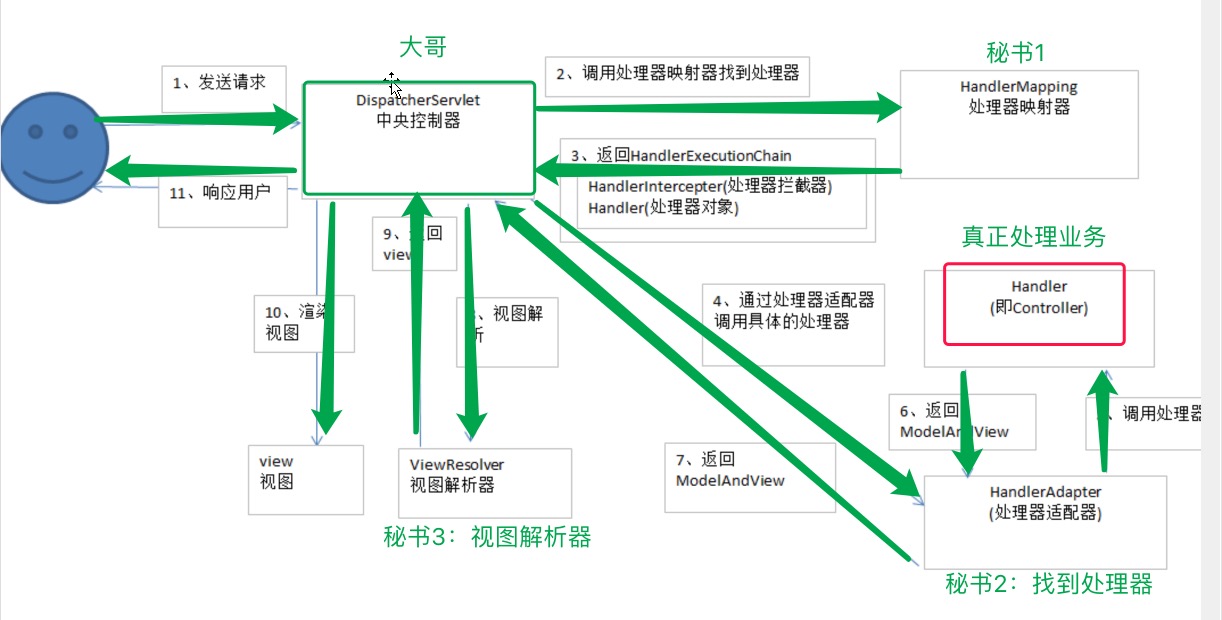 大哥
秘书1
1、发送请求
DispatcherServlet
中央控制器
2、调用处理器映射器找到处理器
HandlerMapping
处理器映射器
3、返回HandlerExecutionChain
HandlerIntercepter(处理器拦截器)
Handler(处理器对象)
11、响应用户
9、返回
view
真正处理业务
Handler
(即Controller)
10、渲染
视图
、视图解
析
4、通过处理器适配器
调用具体的处理器
6、返回
ModelAndView
、调用处理器
7、返回
ModelAndView
view
视图
ViewResolver
视图解析器
HandlerAdapter
(处理器适配器)
秘书3：视图解析器
秘书2：找到处理器